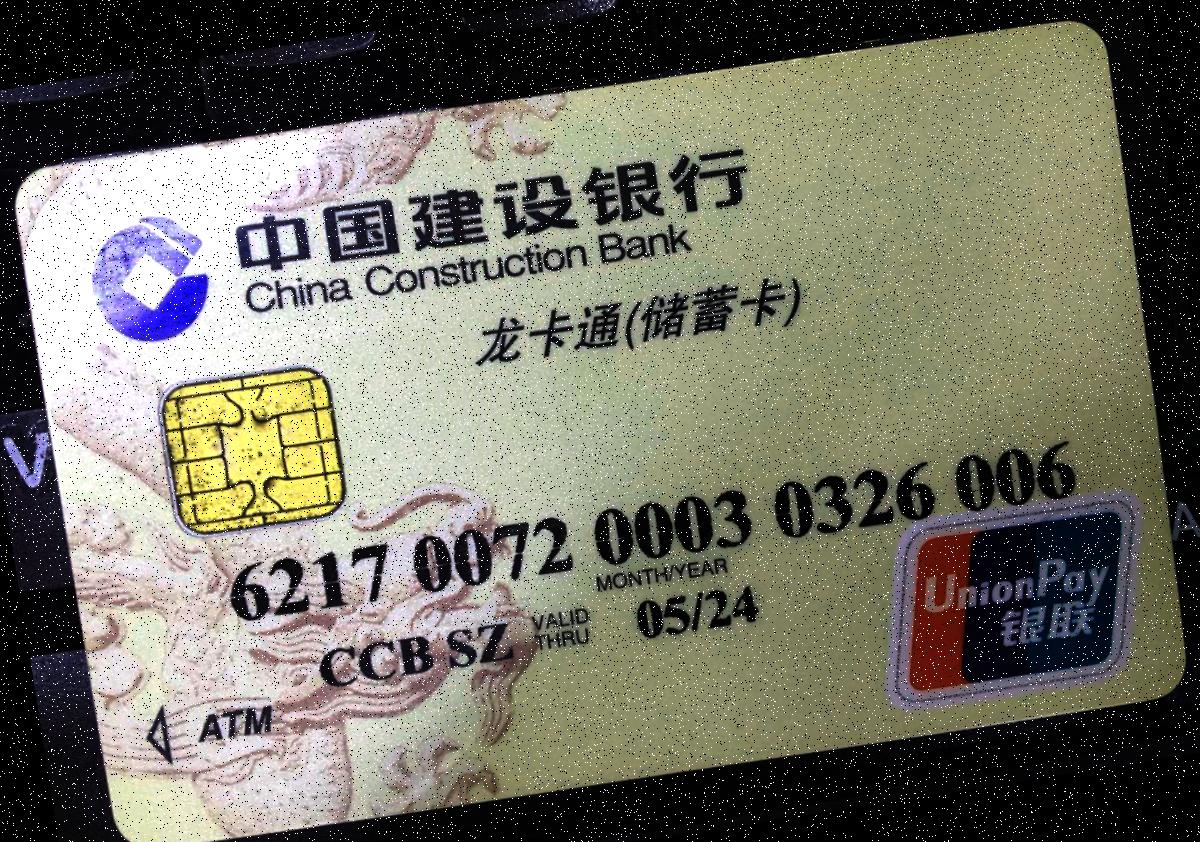 中国建设银行
China Construction Bank
龙卡通(储蓄卡)
6217 0072 0003 0326 006
MONTH/YEAR
VALID THRU 05/24
CCB SZ
ATM
UnionPay
银联
V
A